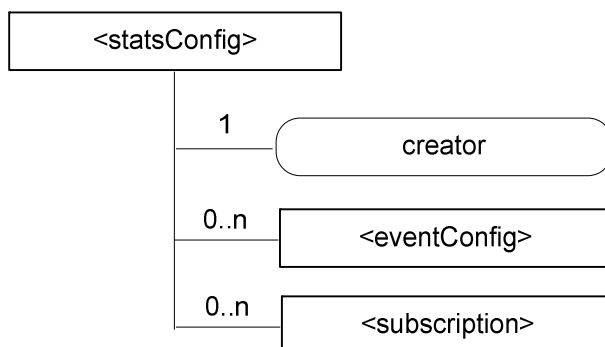 <statsConfig>
1
creator
0..n
<eventConfig>
0..n
<subscription>